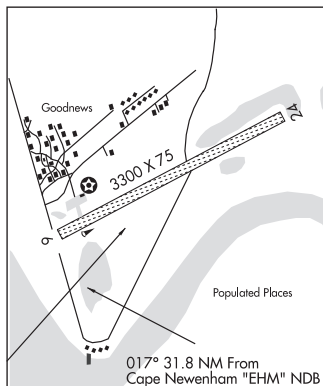 Goodnews
24
3300 X 75
6
Populated Places
017° 31.8 NM From
Cape Newenham "EHM" NDB